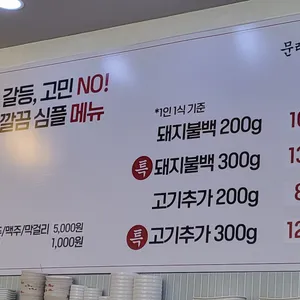 갈등, 고민 NO!
깔끔 심플 메뉴
*1인 1식 기준
돼지불백 200g
특 돼지불백 300g
고기추가 200g
특 고기추가 300g
/맥주/막걸리 5,000원
1,000원